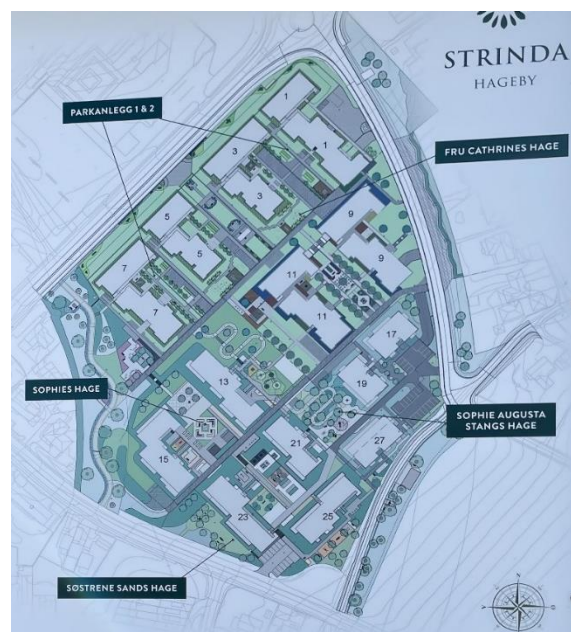 STRINDA
HAGEBY
PARKANLEGG 1 & 2
FRU CATHRINES HAGE
1
1
3
3
5
5
7
7
9
9
11
11
13
15
17
19
21
23
25
27
SOPHIES HAGE
SOPHIE AUGUSTA
STANGS HAGE
SØSTRENE SANDS HAGE